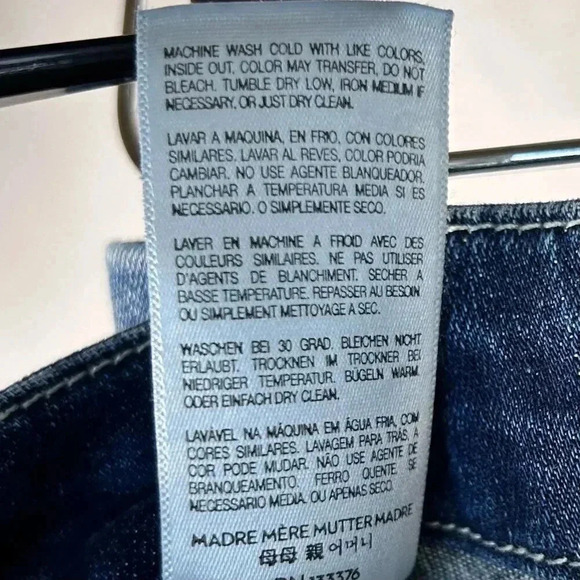 MACHINE WASH COLD WITH LIKE COLORS,
INSIDE OUT, COLOR MAY TRANSFER, DO NOT
BLEACH. TUMBLE DRY LOW, IRON MEDIUM IF
NECESSARY, OR JUST DRY CLEAN.
LAVAR A MAQUINA, EN FRIO, CON COLORES
SIMILARES. LAVAR AL REVES, COLOR PODRIA
CAMBIAR. NO USE AGENTE BLANQUEADOR.
PLANCHAR A TEMPERATURA MEDIA SI ES
NECESSARIO. O SIMPLEMENTE SECO.
LAVER EN MACHINE A FROID AVEC DES
COULEURS SIMILAIRES. NE PAS UTILISER
D'AGENTS DE BLANCHIMENT. SECHER A
BASSE TEMPERATURE. REPASSER AU BESOIN
OU SIMPLEMENT METTOYAGE A SEC.
WASCHEN BEI 30 GRAD. BLEICHEN NICHT
ERLAUBT. TROCKNEN IM TROCKNER BEI
NIEDRIGER TEMPERATUR. BÜGELN WARM.
ODER EINFACH DRY CLEAN.
LAVÁVEL NA MÁQUINA EM ÁGUA FRIA, COM
CORES SIMILARES. LAVAGEM PARA TRÁS, A
COR PODE MUDAR. NÃO USE AGENTE DE
BRANQUEAMENTO. FERRO QUENTE SE
NECESSARIO MEDIA. OU APENAS SECO.
MADRE MÈRE MUTTER MADRE
母母 親 어머니
RN 133376